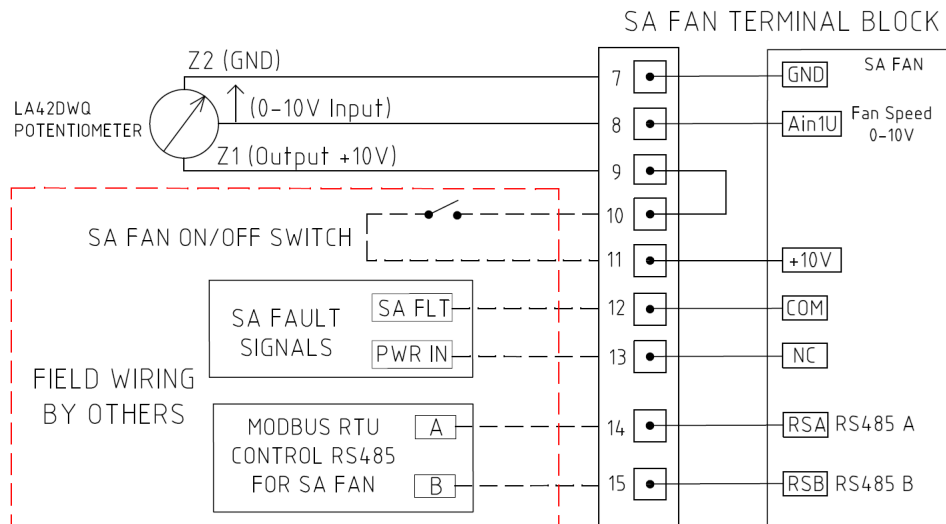 SA FAN TERMINAL BLOCK
Z2 (GND)
7
GND
SA FAN
LA42DWQ
POTENTIOMETER
(0-10V Input)
8
Ain1U
Fan Speed
0-10V
Z1 (Output +10V)
9
10
SA FAN ON/OFF SWITCH
11
+10V
SA FAULT
SIGNALS
SA FLT
12
COM
PWR IN
13
NC
FIELD WIRING
BY OTHERS
MODBUS RTU
CONTROL RS485
FOR SA FAN
A
14
RSA
RS485 A
B
15
RSB
RS485 B